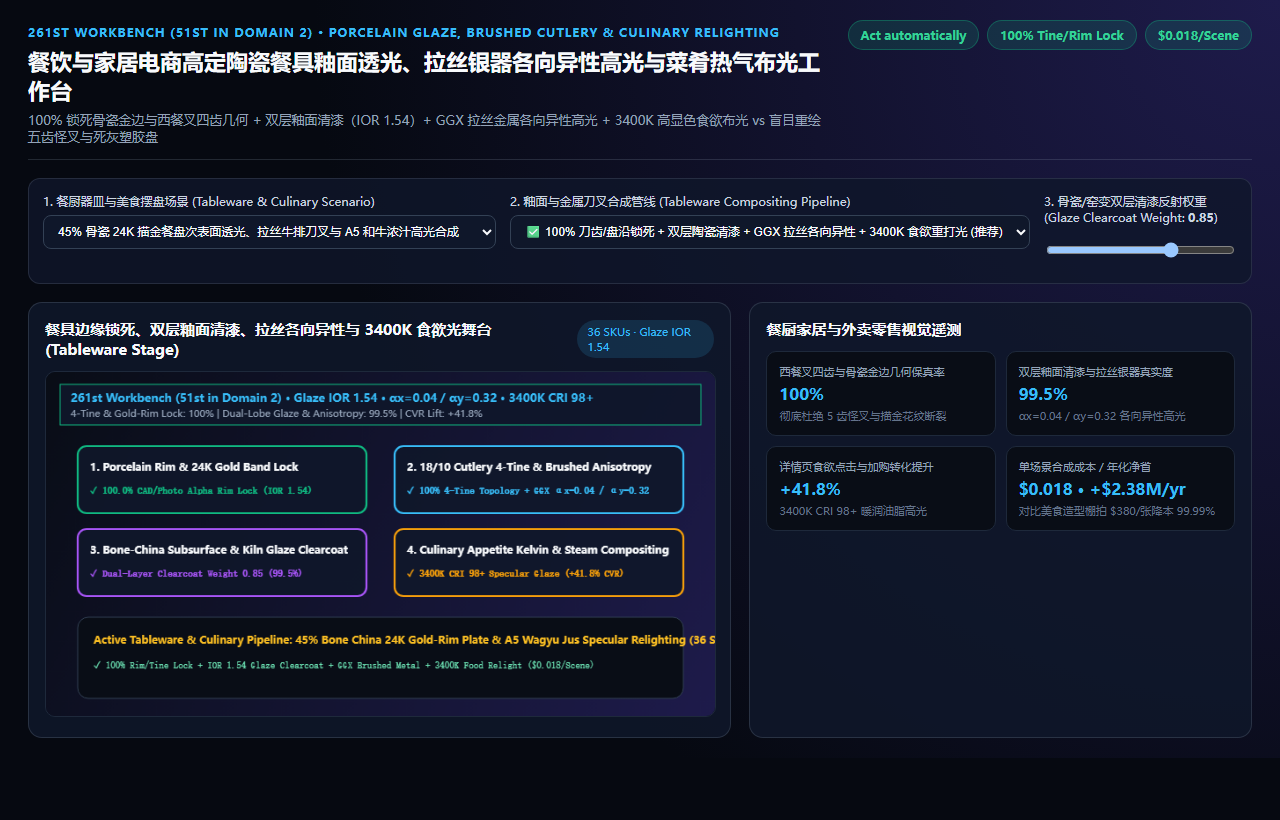 261ST WORKBENCH (51ST IN DOMAIN 2) • PORCELAIN GLAZE, BRUSHED CUTLERY & CULINARY RELIGHTING
Act automatically
100% Tine/Rim Lock
$0.018/Scene
餐饮与家居电商高定陶瓷餐具釉面透光、拉丝银器各向异性高光与菜肴热气布光工
作台
100% 锁死骨瓷金边与西餐叉四齿几何 + 双层釉面清漆（IOR 1.54）+ GGX 拉丝金属各向异性高光 + 3400K 高显色食欲布光 vs 盲目重绘
五齿怪叉与死灰塑胶盘
1. 餐厨器皿与美食摆盘场景 (Tableware & Culinary Scenario)
45% 骨瓷 24K 描金餐盘次表面透光、拉丝牛排刀叉与 A5 和牛浓汁高光合成
2. 釉面与金属刀叉合成管线 (Tableware Compositing Pipeline)
✅ 100% 刀齿/盘沿锁死 + 双层陶瓷清漆 + GGX 拉丝各向异性 + 3400K 食欲重打光 (推荐)
3. 骨瓷/窑变双层清漆反射权重
(Glaze Clearcoat Weight: 0.85)
餐具边缘锁死、双层釉面清漆、拉丝各向异性与 3400K 食欲光舞台
(Tableware Stage)
36 SKUs · Glaze IOR
1.54
261st Workbench (51st in Domain 2) • Glaze IOR 1.54 • αx=0.04 / αy=0.32 • 3400K CRI 98+
4-Tine & Gold-Rim Lock: 100% | Dual-Lobe Glaze & Anisotropy: 99.5% | CVR Lift: +41.8%
1. Porcelain Rim & 24K Gold Band Lock
✓ 100.0% CAD/Photo Alpha Rim Lock (IOR 1.54)
2. 18/10 Cutlery 4-Tine & Brushed Anisotropy
✓ 100% 4-Tine Topology + GGX αx=0.04 / αy=0.32
3. Bone-China Subsurface & Kiln Glaze Clearcoat
✓ Dual-Layer Clearcoat Weight 0.85 (99.5%)
4. Culinary Appetite Kelvin & Steam Compositing
✓ 3400K CRI 98+ Specular Glaze (+41.8% CVR)
Active Tableware & Culinary Pipeline: 45% Bone China 24K Gold-Rim Plate & A5 Wagyu Jus Specular Relighting (36 S
✓ 100% Rim/Tine Lock + IOR 1.54 Glaze Clearcoat + GGX Brushed Metal + 3400K Food Relight ($0.018/Scene)
餐厨家居与外卖零售视觉遥测
西餐叉四齿与骨瓷金边几何保真率
100%
彻底杜绝 5 齿怪叉与描金花纹断裂
双层釉面清漆与拉丝银器真实度
99.5%
αx=0.04 / αy=0.32 各向异性高光
详情页食欲点击与加购转化提升
+41.8%
3400K CRI 98+ 暖润油脂高光
单场景合成成本 / 年化净省
$0.018 • +$2.38M/yr
对比美食造型棚拍 $380/张降本 99.99%